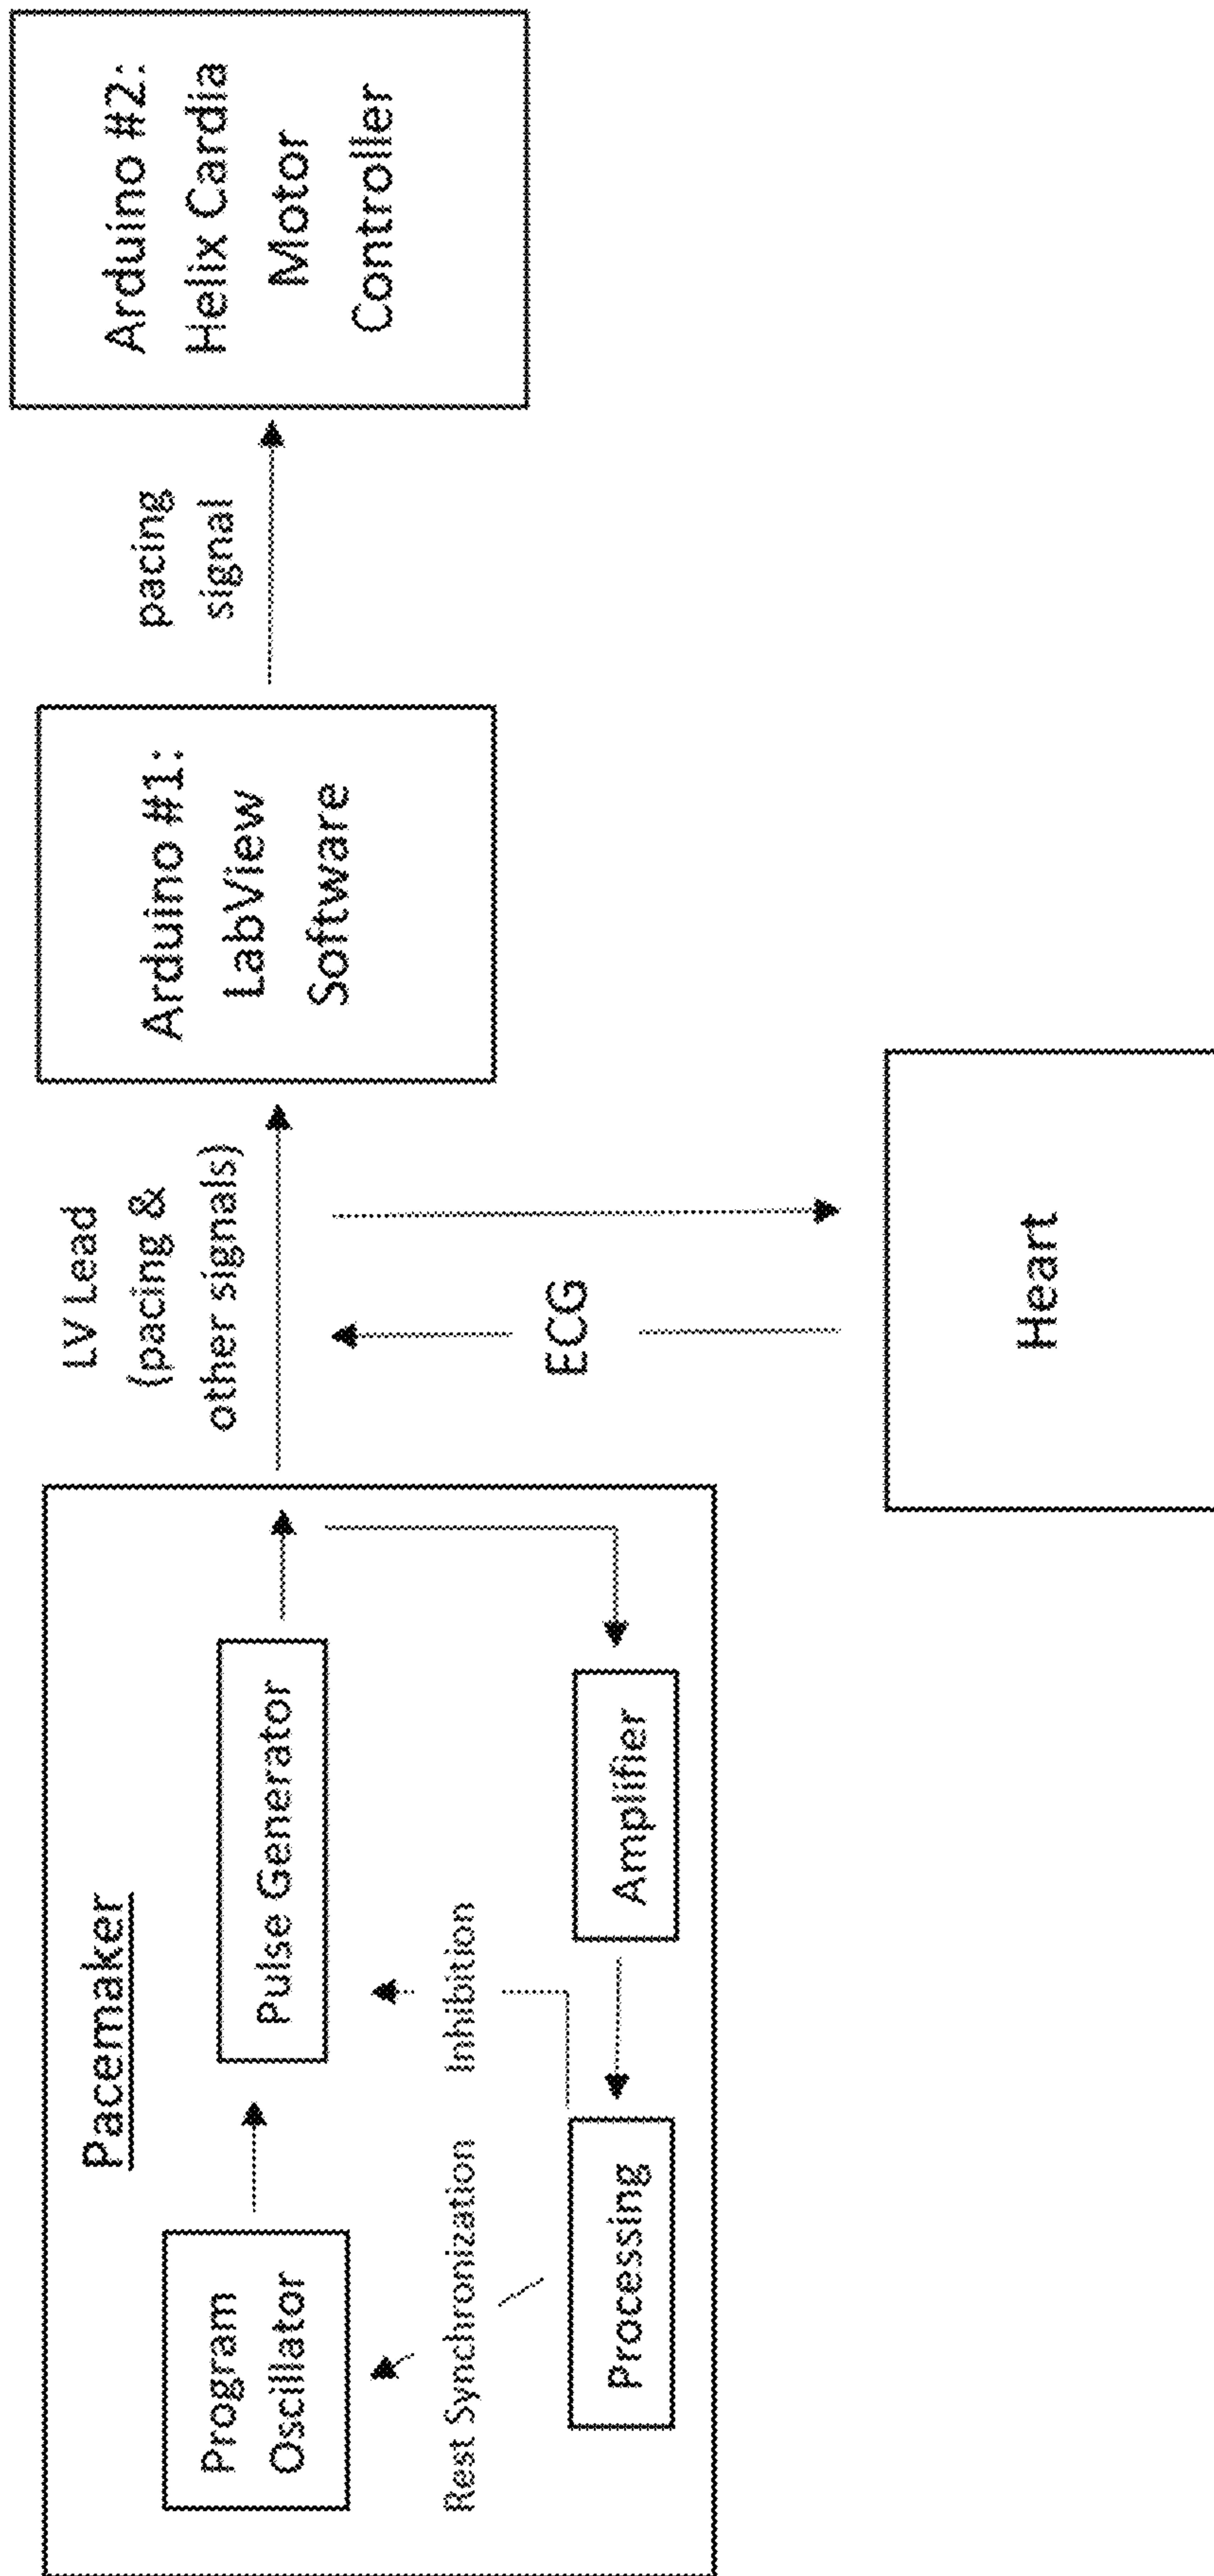 Pacemaker
Program
Oscillator
Pulse Generator
Rest Synchronization
Inhibition
Processing
Amplifier
LV Lead
(pacing &
other signals)
ECG
Heart
Arduino #1:
LabView
Software
pacing
signal
Arduino #2:
Helix Cardia
Motor
Controller